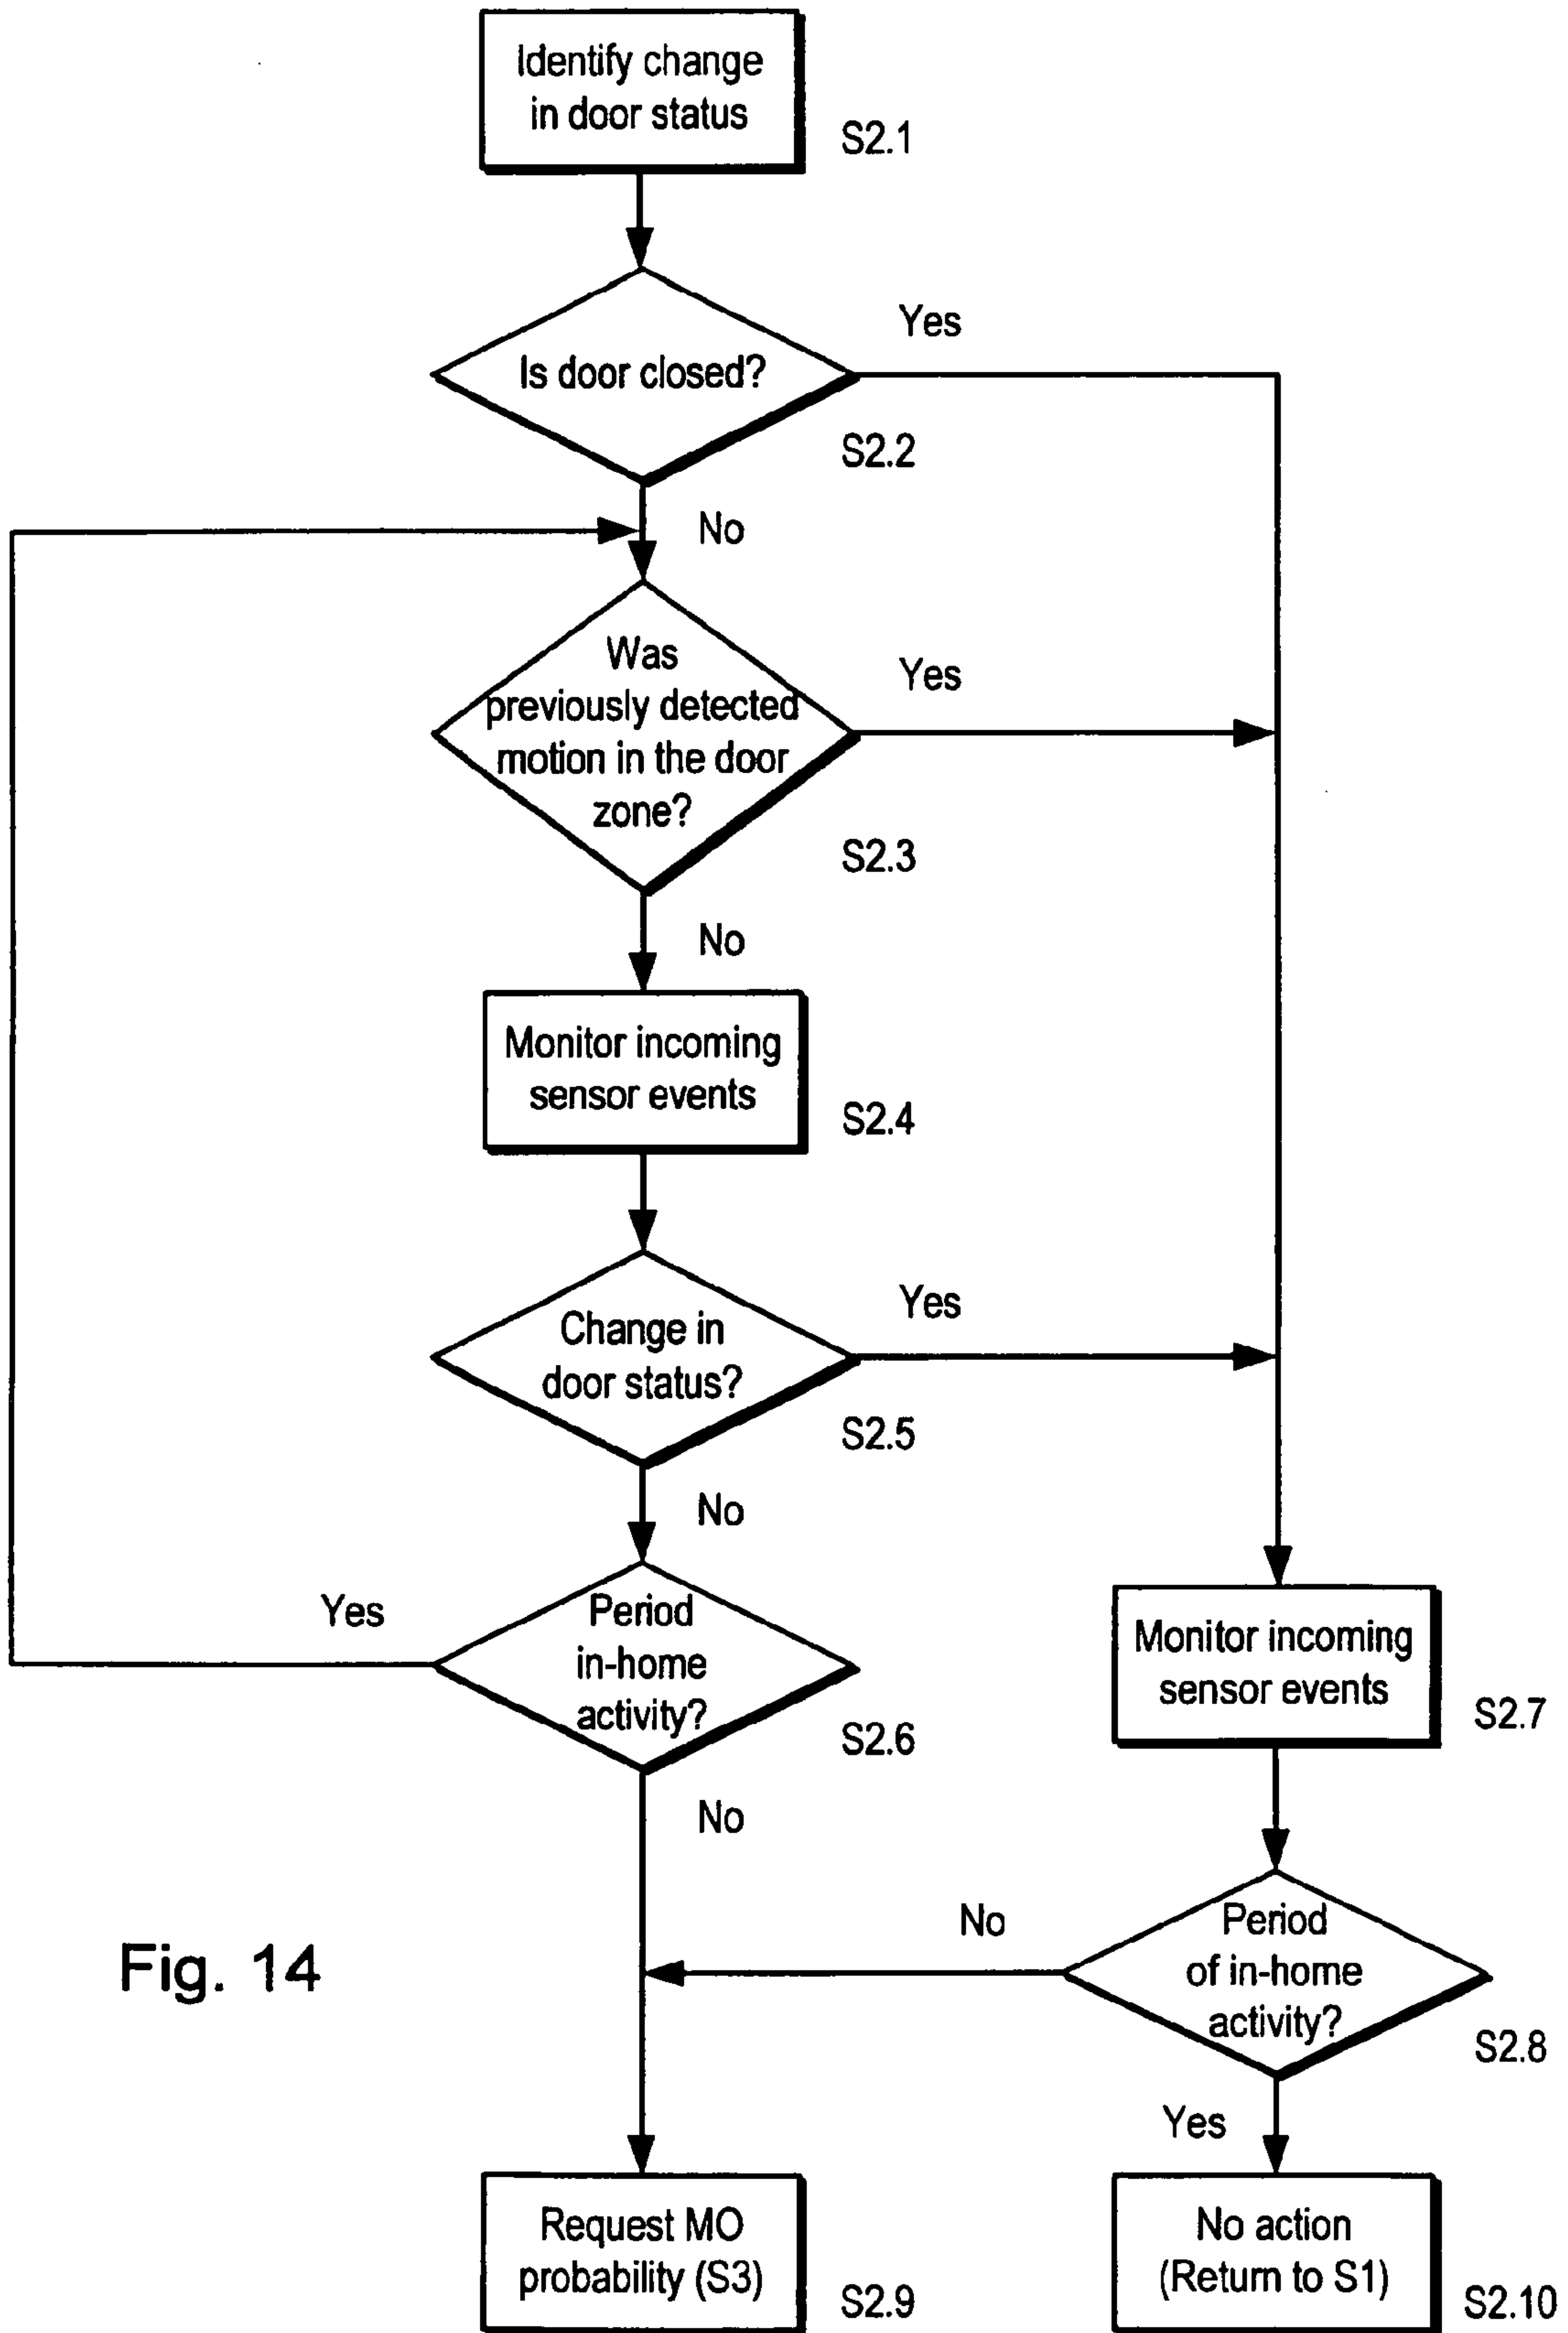 Identify change
in door status
S2.1
Is door closed?
Yes
S2.2
No
Was
previously detected
motion in the door
zone?
Yes
S2.3
No
Monitor incoming
sensor events
S2.4
Change in
door status?
Yes
S2.5
No
Period
in-home
activity?
Yes
S2.6
No
Monitor incoming
sensor events
S2.7
Period
of in-home
activity?
No
S2.8
Yes
Fig. 14
Request MO
probability (S3)
S2.9
No action
(Return to S1)
S2.10